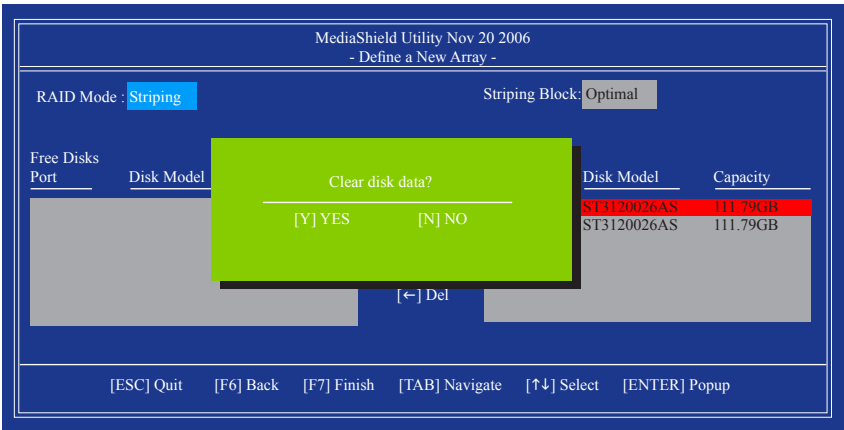 MediaShield Utility Nov 20 2006
- Define a New Array -
RAID Mode : Striping
Striping Block: Optimal
Free Disks
Port Disk Model
Disk Model Capacity
Clear disk data?
[Y] YES [N] NO
ST3120026AS 111.79GB
ST3120026AS 111.79GB
[←] Del
[ESC] Quit [F6] Back [F7] Finish [TAB] Navigate [↑↓] Select [ENTER] Popup